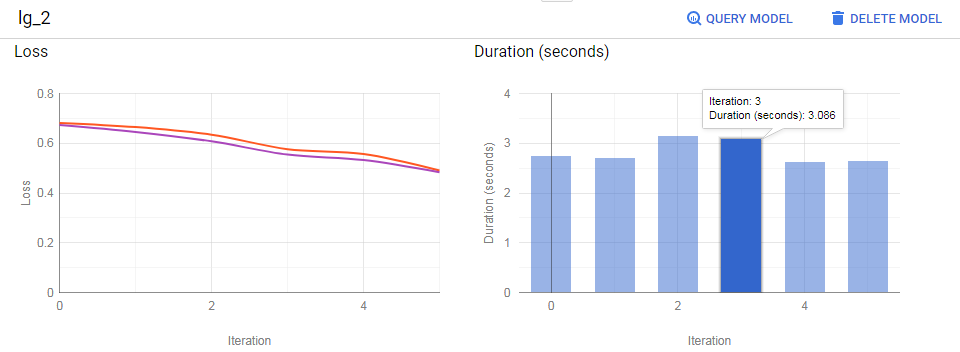 lg_2
QUERY MODEL
DELETE MODEL
Loss
0.8
0.6
0.4
0.2
0
Loss
0
2
4
Iteration
Duration (seconds)
4
3
2
1
0
Duration (seconds)
Iteration: 3
Duration (seconds): 3.086
0
2
4
Iteration